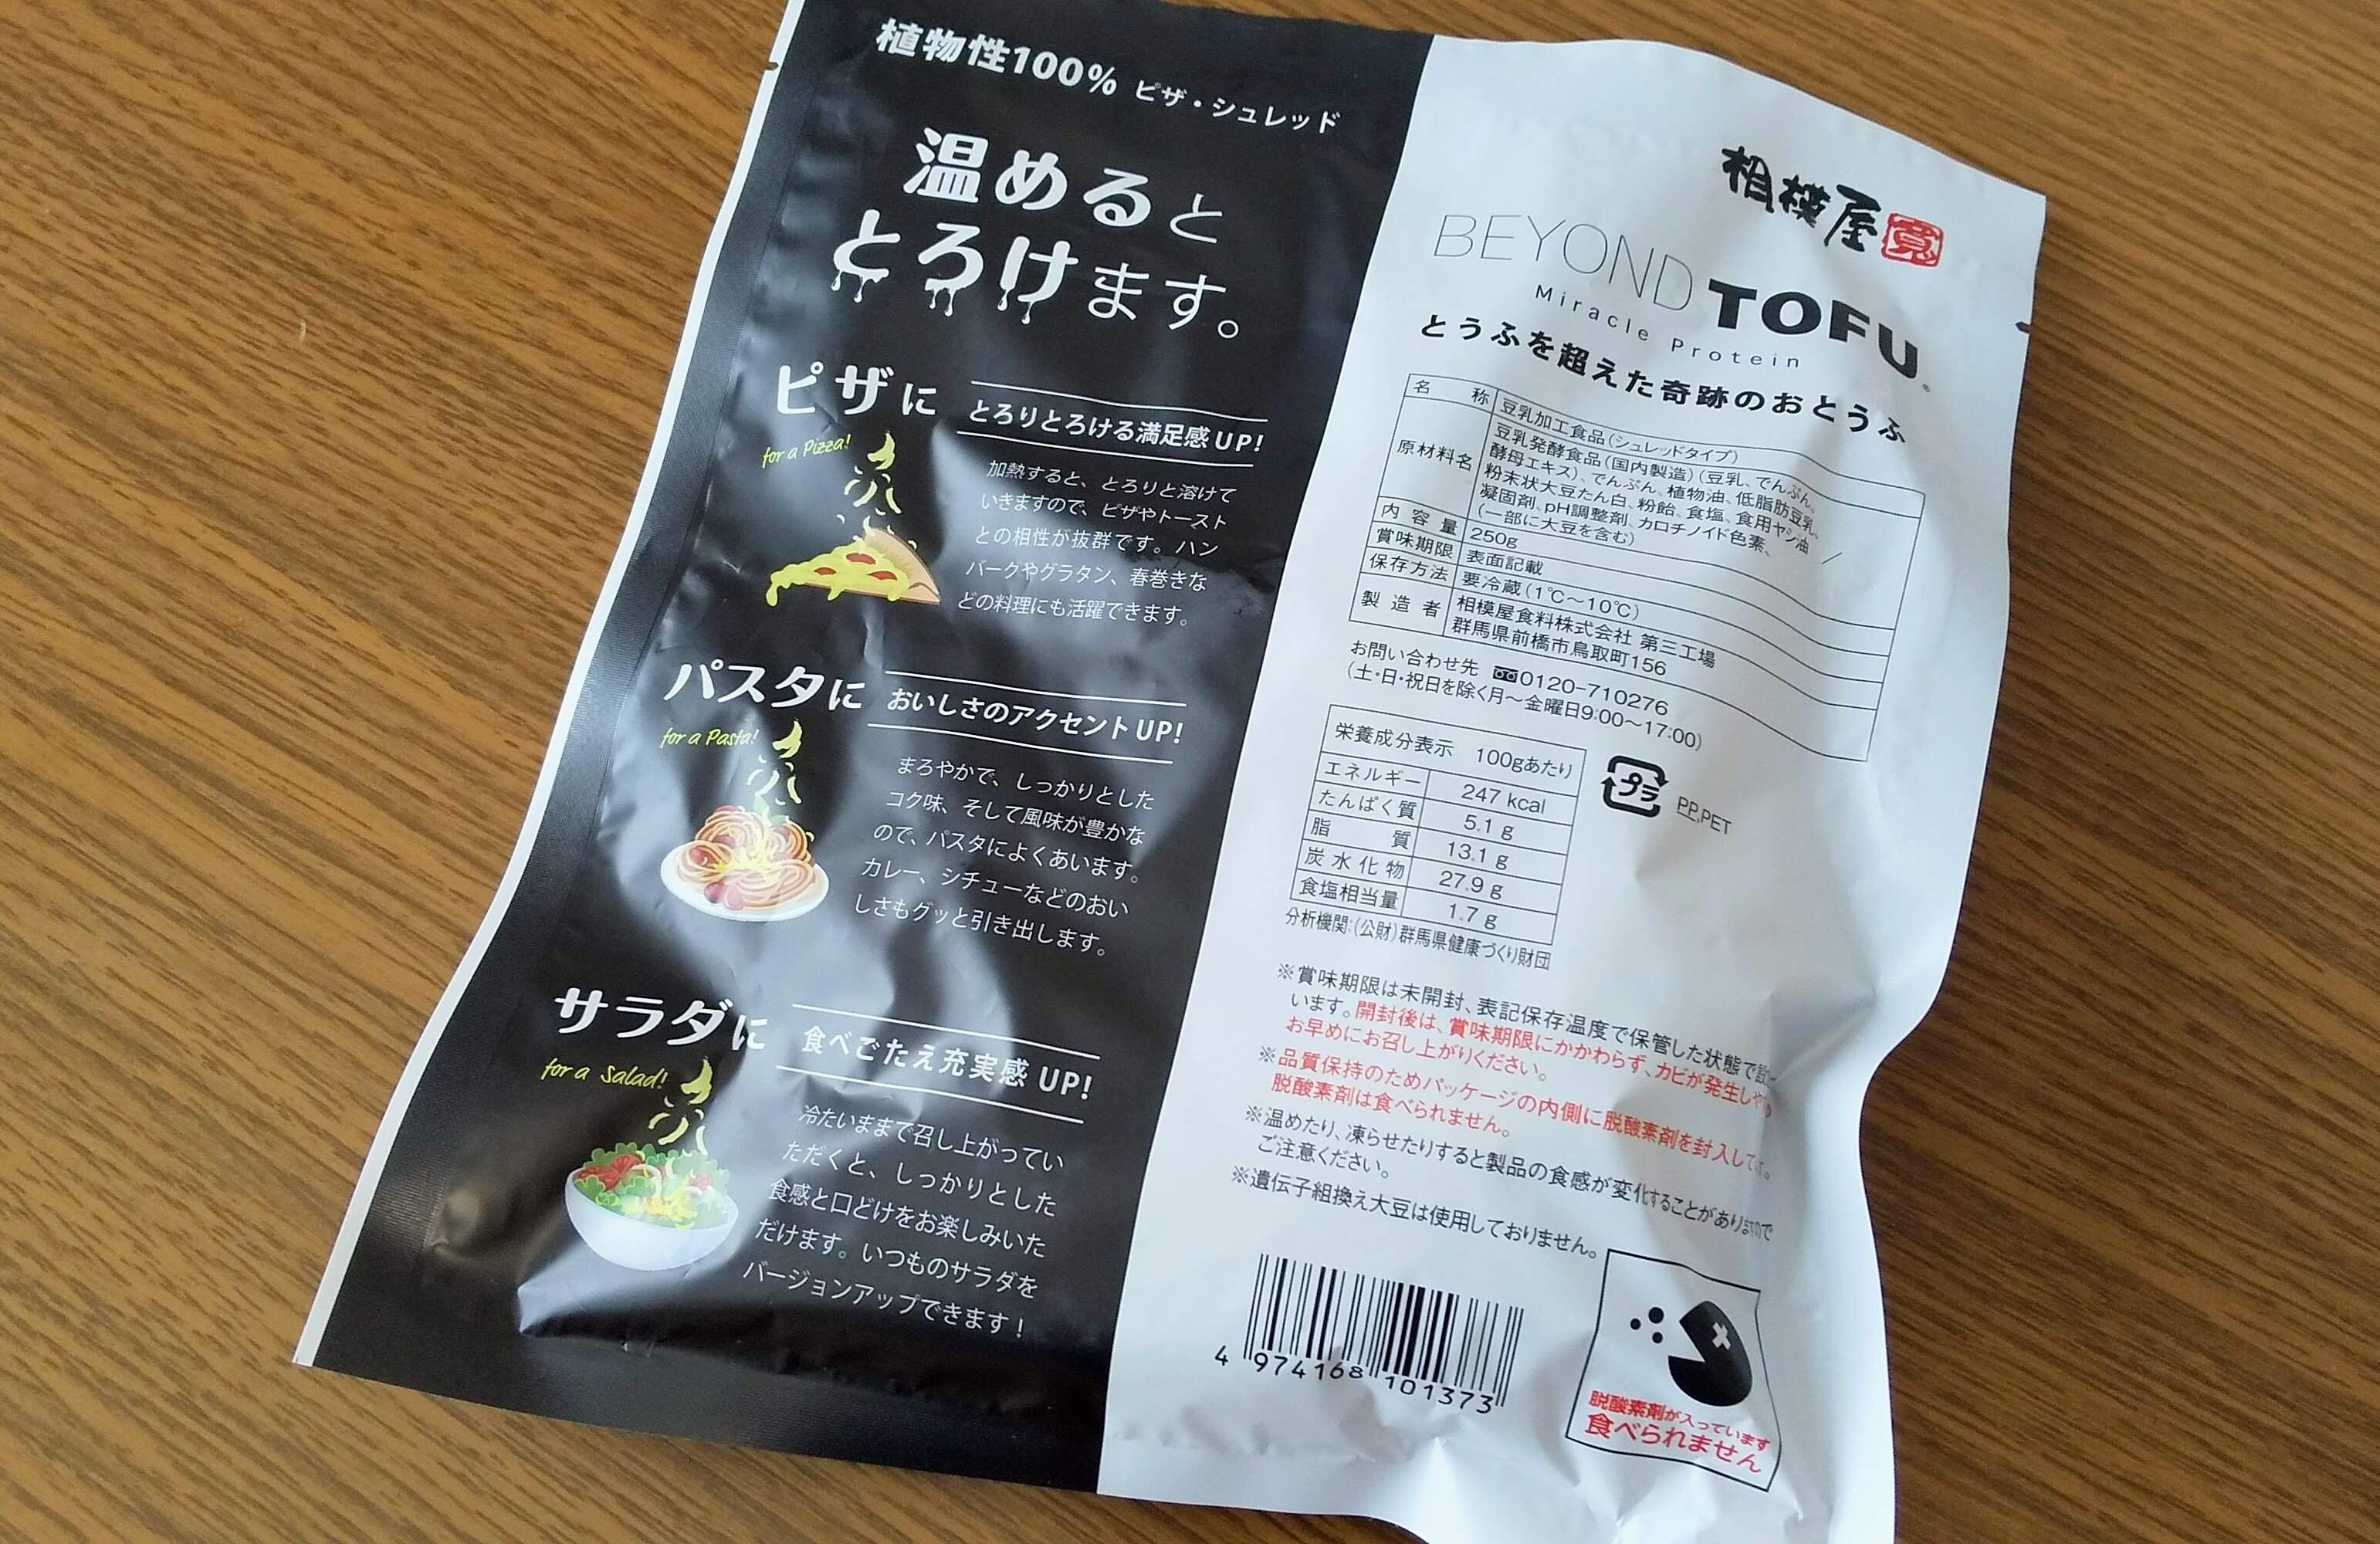 植物性100% ピザ・シュレッド
温めると
とろけます。
ピザに
for a Pizza!
とろりとろける満足感UP!
加熱すると、とろりと溶けて
いきますので、ピザやトースト
との相性が抜群です。ハン
バーグやグラタン、春巻きな
どの料理にも活躍できます。
パスタに
for a Pasta!
おいしさのアクセントUP!
まろやかで、しっかりとした
コク味、そして風味が豊かな
ので、パスタによくあいます。
カレー、シチューなどのおい
しさもグッと引き出します。
サラダに
for a Salad!
食べごたえ充実感UP!
冷たいままで召し上がってい
ただくと、しっかりとした
食感と口どけをお楽しみいた
だけます。いつものサラダを
バージョンアップできます！
相模屋
BEYOND TOFU®
Miracle Protein
とうふを超えた奇跡のおとうふ
名称 豆乳加工食品(シュレッドタイプ)
原材料名 豆乳発酵食品(国内製造)(豆乳、でんぷん、
酵母エキス)、でんぷん、植物油、低脂肪豆乳、
粉末状大豆たん白、粉飴、食塩、食用ヤシ油／
凝固剤、pH調整剤、カロチノイド色素、
(一部に大豆を含む)
内容量 250g
賞味期限 表面記載
保存方法 要冷蔵(1℃～10℃)
製造者 相模屋食料株式会社 第三工場
群馬県前橋市鳥取町156
お問い合わせ先 0120-710276
(土・日・祝日を除く月～金曜日9:00～17:00)
栄養成分表示 100gあたり
エネルギー 247 kcal
たんぱく質 5.1 g
脂質 13.1 g
炭水化物 27.9 g
食塩相当量 1.7 g
分析機関:(公財)群馬県健康づくり財団
プラ PP,PET
※賞味期限は未開封、表記保存温度で保管した状態で設
います。開封後は、賞味期限にかかわらず、カビが発生しやす
お早めにお召し上がりください。
※品質保持のためパッケージの内側に脱酸素剤を封入して
脱酸素剤は食べられません。
※温めたり、凍らせたりすると製品の食感が変化することがありますので
ご注意ください。
※遺伝子組換え大豆は使用しておりません。
4 974168 101373
脱酸素剤が入っています
食べられません